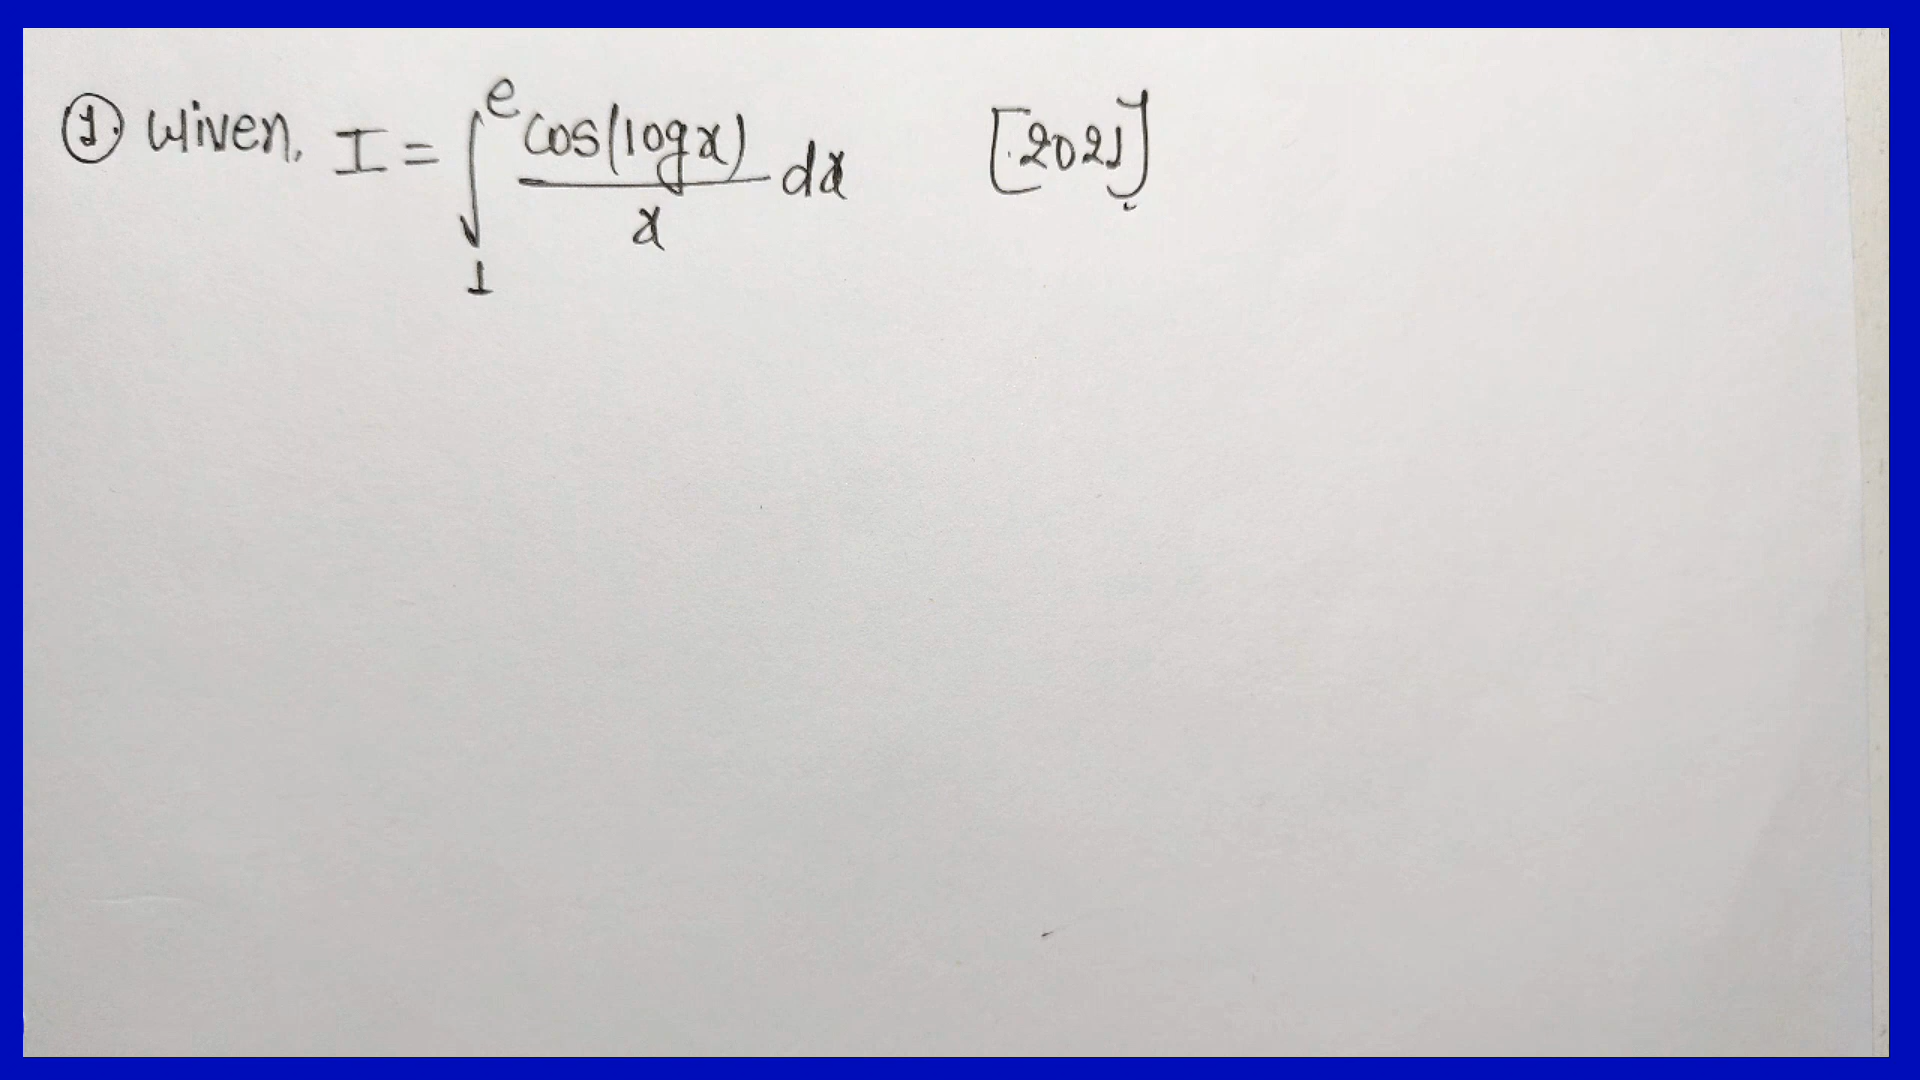 1. Given, I = ∫₁ᵉ cos(logx)/x dx [2021]